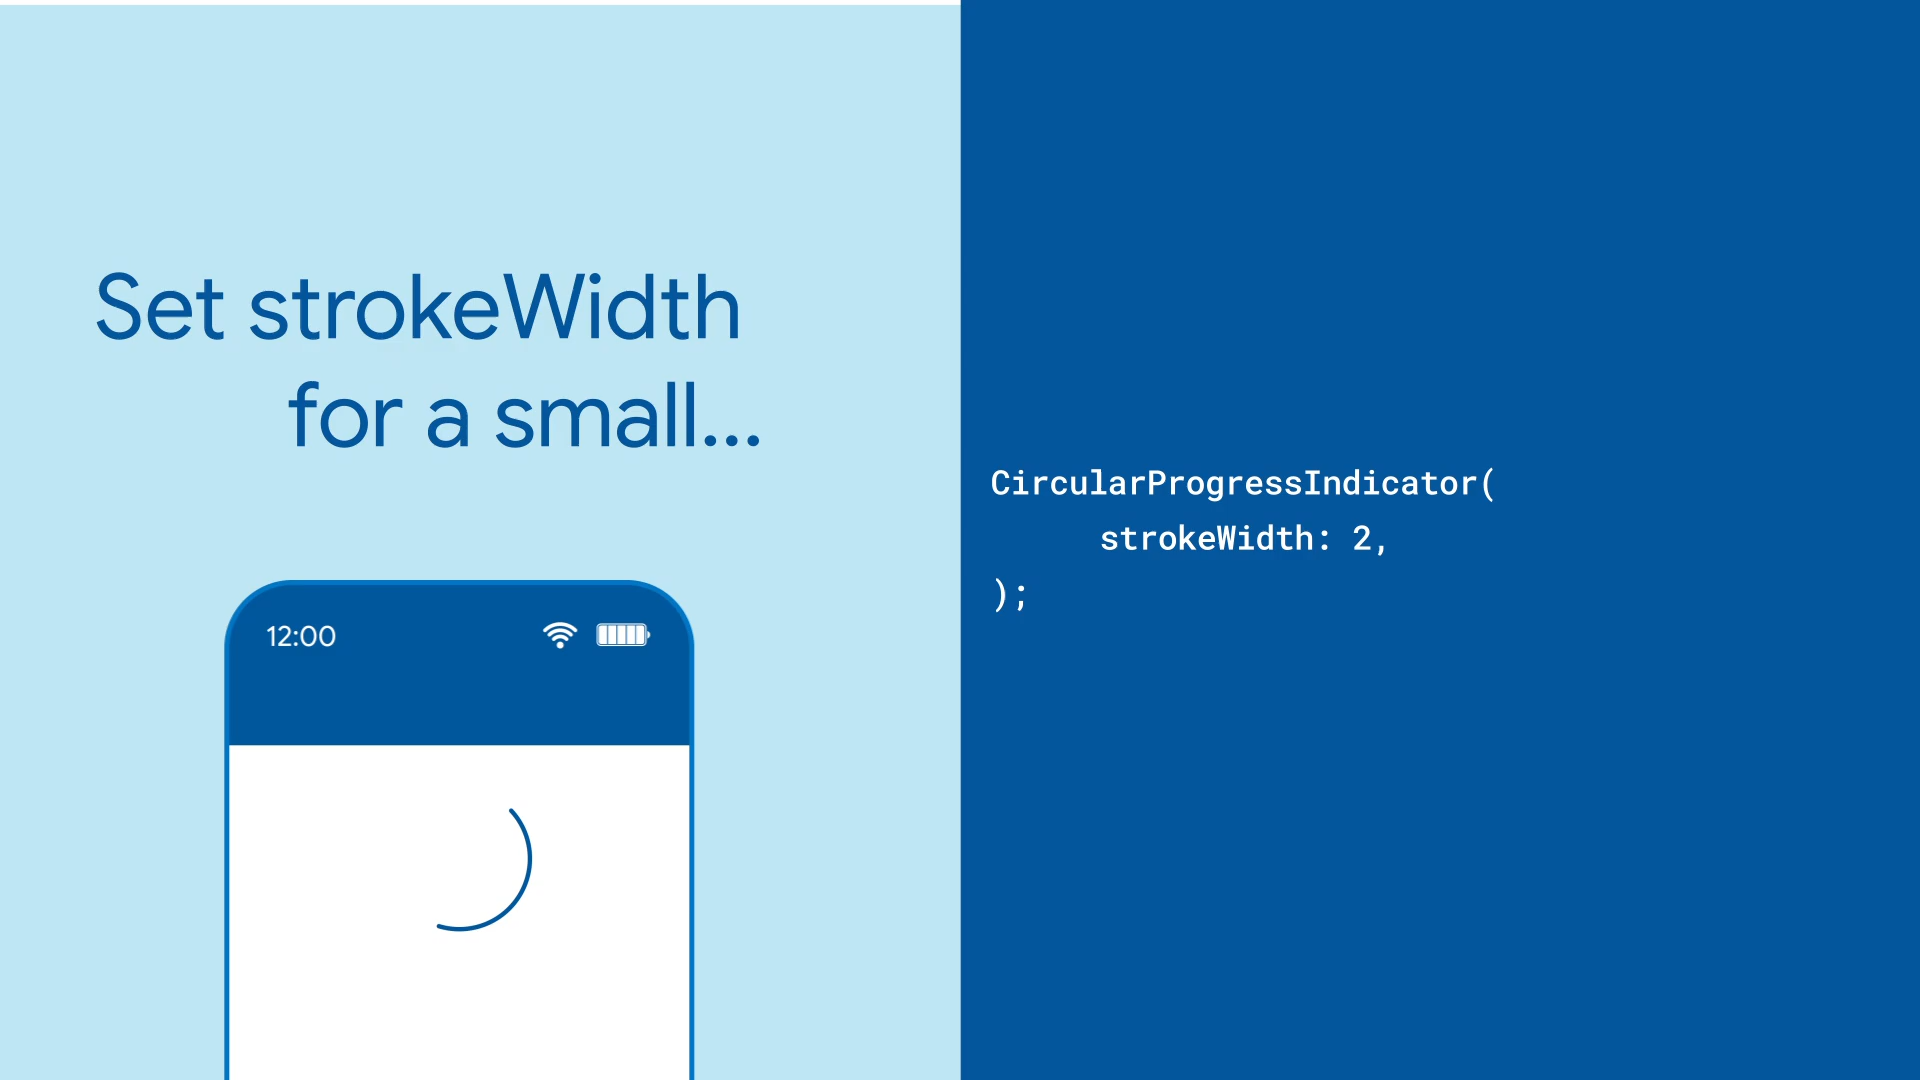 Set strokeWidth
for a small...
12:00
CircularProgressIndicator(
strokeWidth: 2,
);